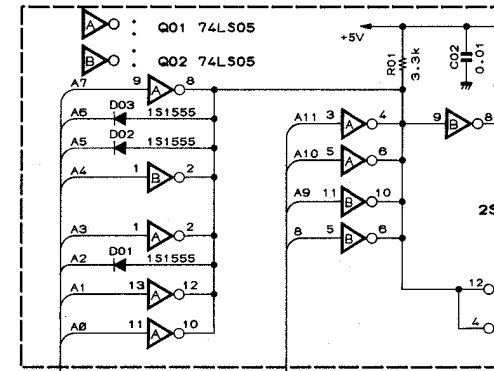 A : Q01 74LS05
B : Q02 74LS05
+5V
R01 3.3k
C02 0.01
A7 9 A 8
D03
A6 1S1555
D02
A5 1S1555
A4 1 B 2
A3 1 A 2
D01
A2 1S1555
A1 13 A 12
A0 11 A 10
A11 3 A 4
A10 5 A 6
A9 11 B 10
8 5 B 6
9 B 8
2S
12
4